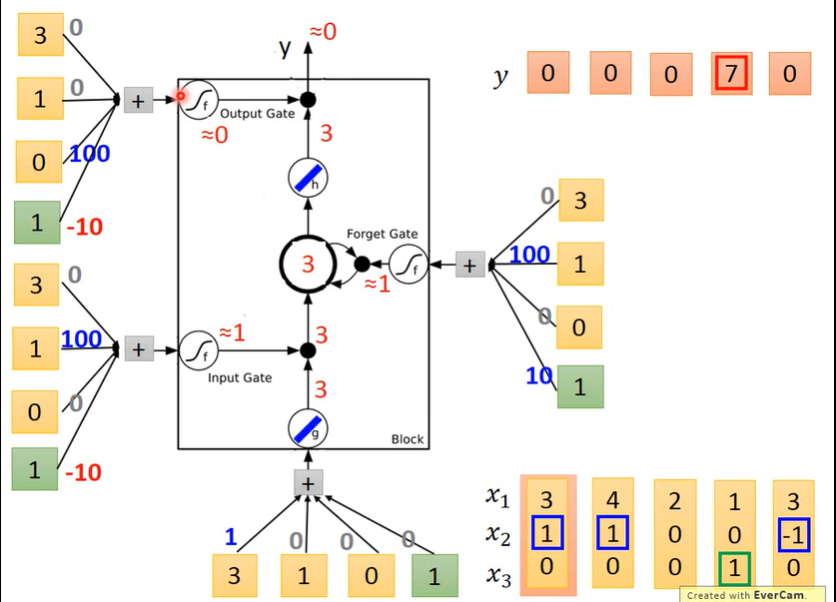 3 0
1 0
0 100
1 -10
+
f
Output Gate
≈0
y ≈0
3
h
y 0 0 0 7 0
3 0
1 100
0 0
1 -10
+
f
≈1
Input Gate
3
Forget Gate
f
≈1
3
3
g
Block
+
0 3
100 1
0 0
10 1
+
1 0 0 0
3 1 0 1
x₁ 3 4 2 1 3
x₂ 1 1 0 0 -1
x₃ 0 0 0 1 0
Created with EverCam.